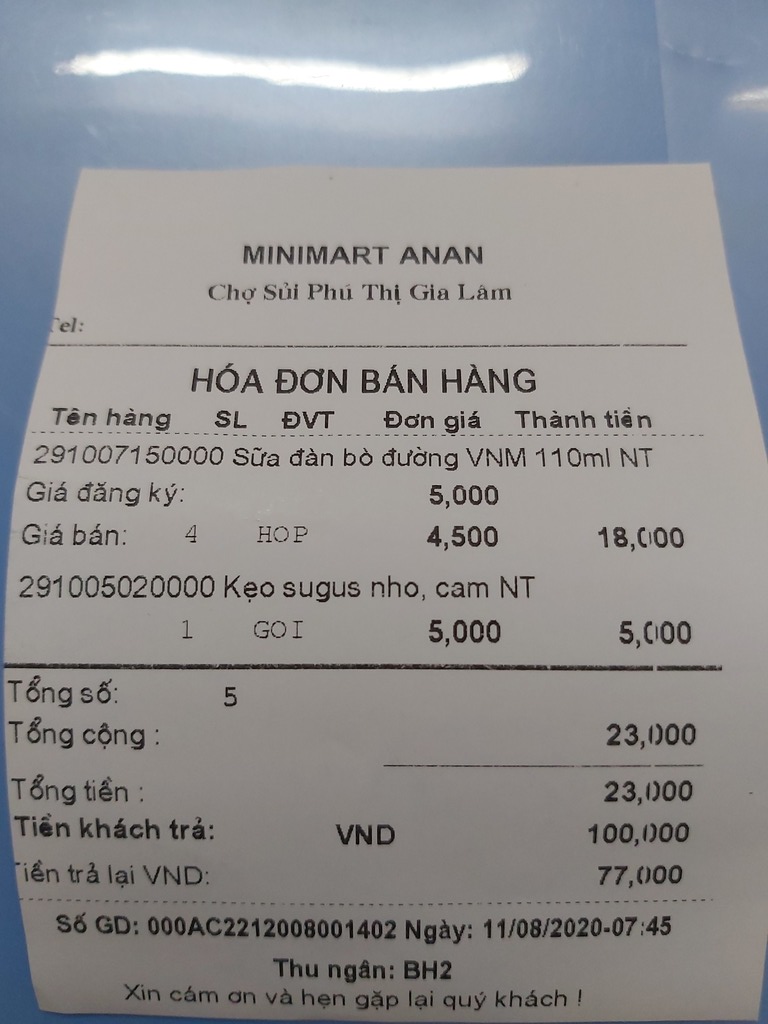 MINIMART ANAN
Chợ Sủi Phú Thị Gia Lâm
Tel:
HÓA ĐƠN BÁN HÀNG
Tên hàng SL ĐVT Đơn giá Thành tiền
291007150000 Sữa đàn bò đường VNM 110ml NT
Giá đăng ký: 5,000
Giá bán: 4 HOP 4,500 18,000
291005020000 Kẹo sugus nho, cam NT
1 GOI 5,000 5,000
Tổng số: 5
Tổng cộng : 23,000
Tổng tiền : 23,000
Tiền khách trả: VND 100,000
Tiền trả lại VND: 77,000
Số GD: 000AC2212008001402 Ngày: 11/08/2020-07:45
Thu ngân: BH2
Xin cám ơn và hẹn gặp lại quý khách !